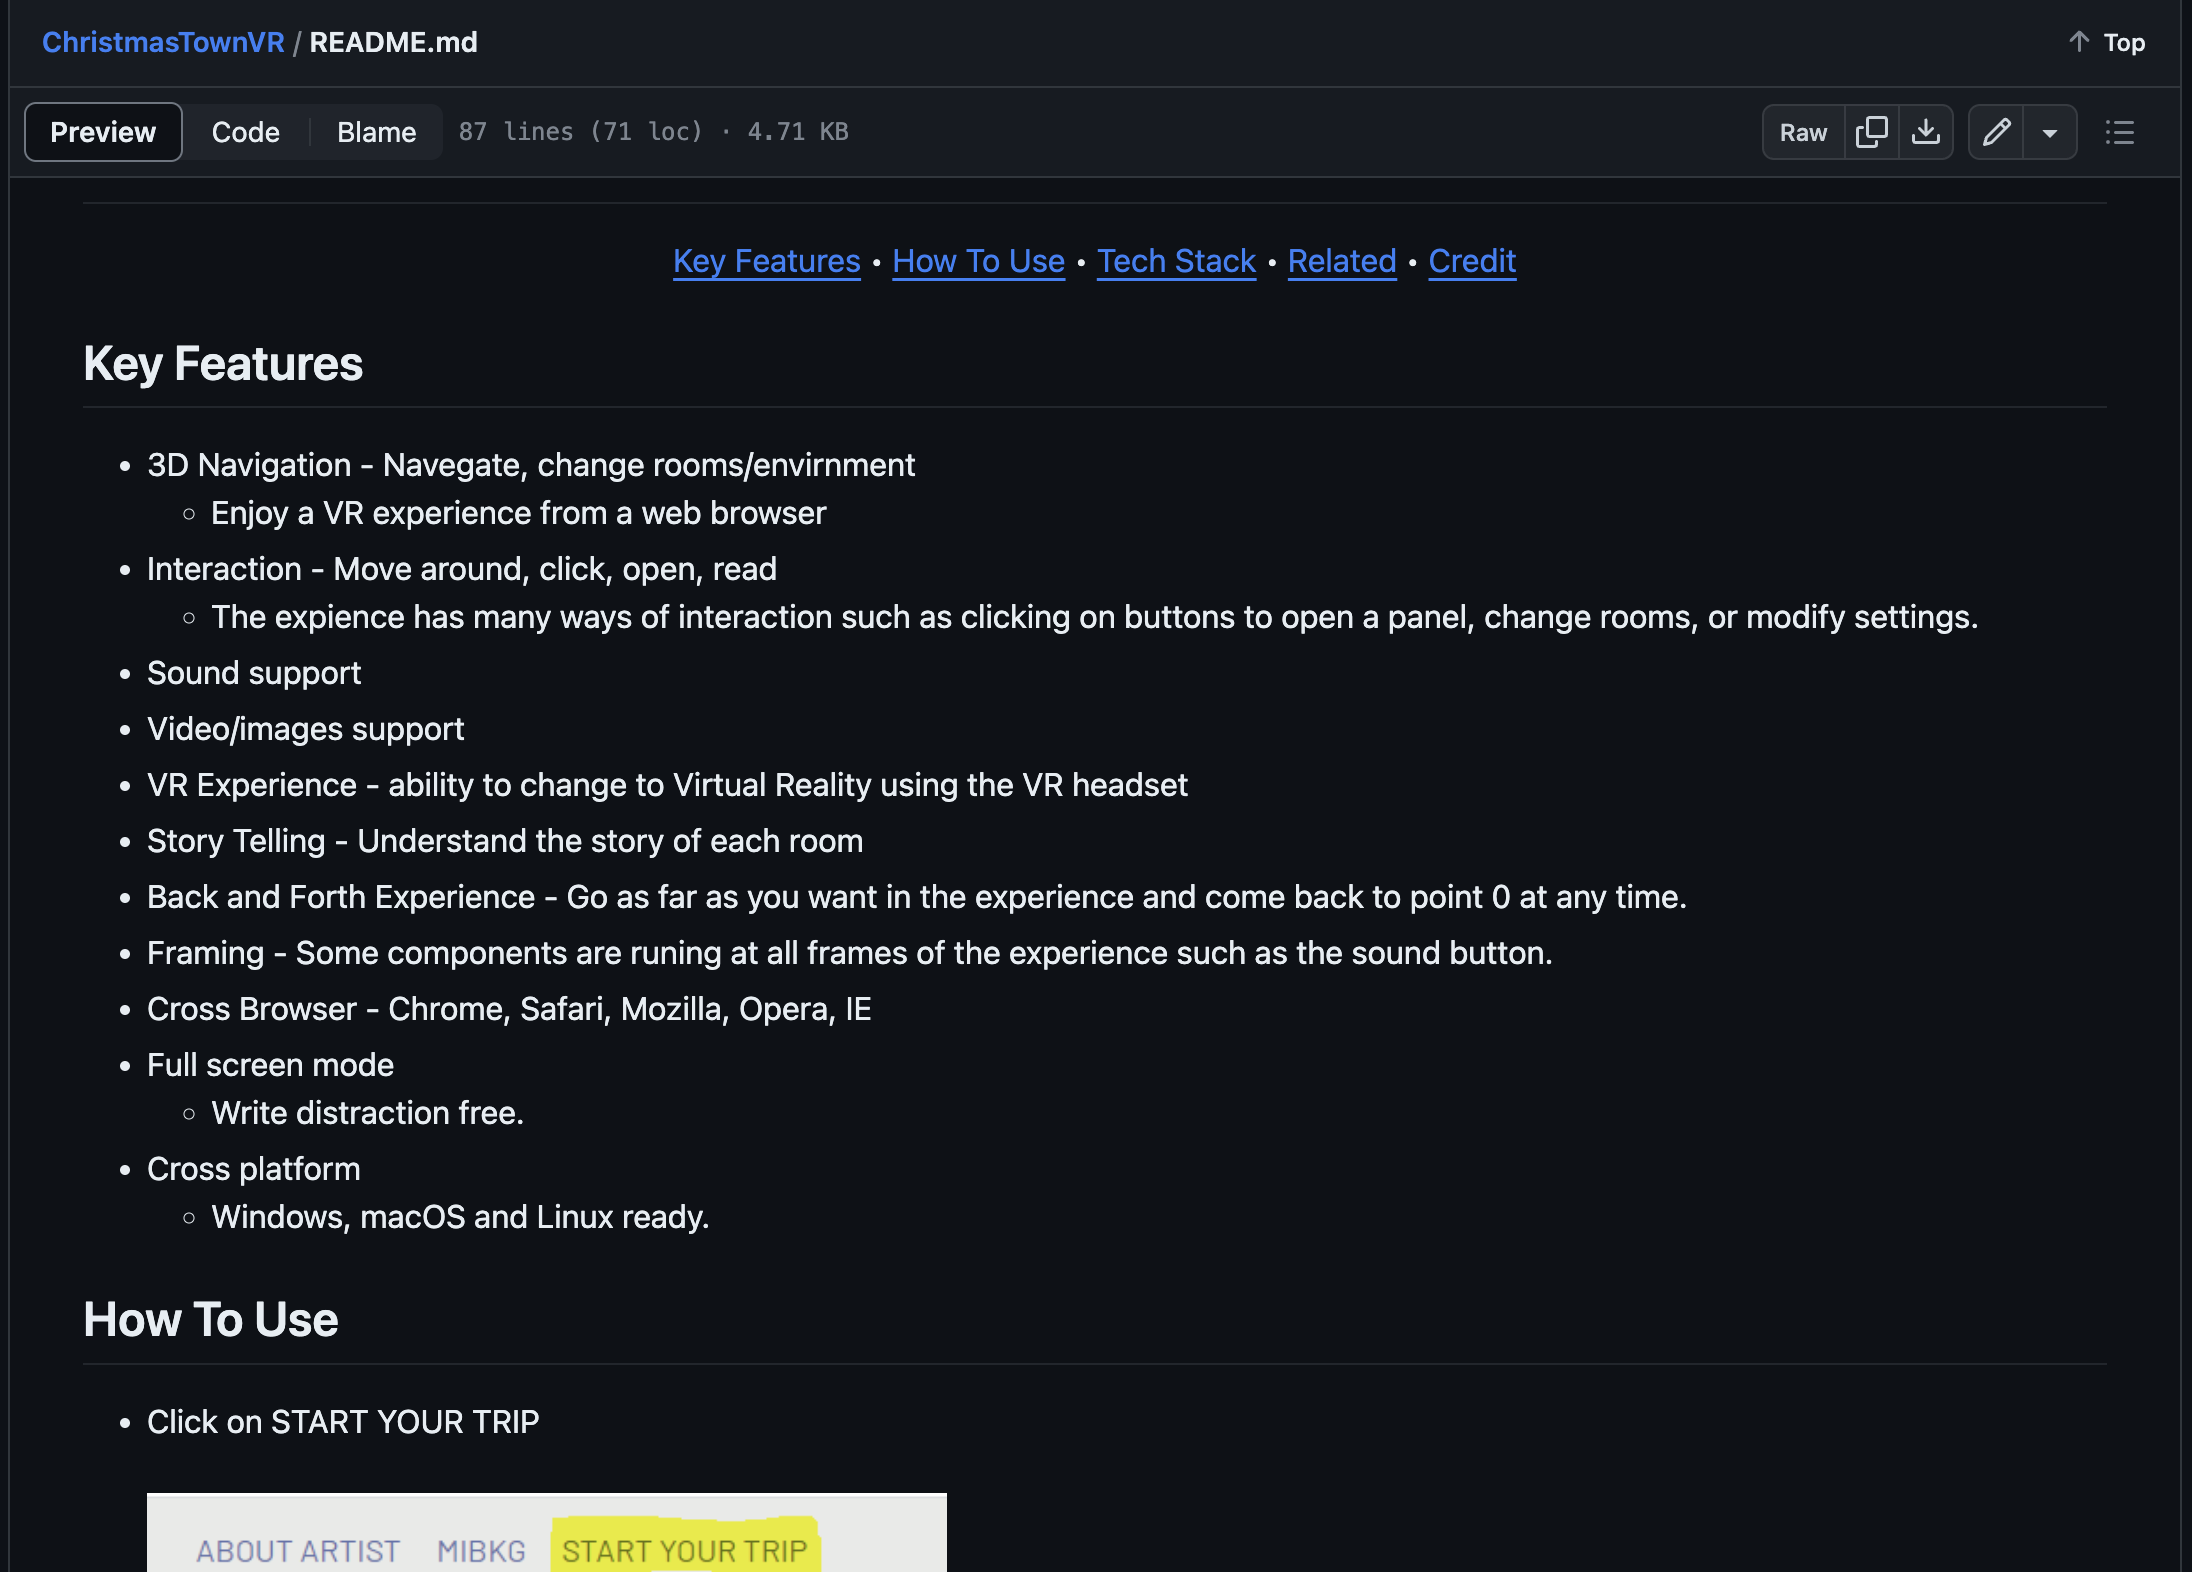 ChristmasTownVR / README.md
Top
Preview Code Blame 87 lines (71 loc) · 4.71 KB Raw
Key Features • How To Use • Tech Stack • Related • Credit
Key Features
3D Navigation - Navegate, change rooms/envirnment
Enjoy a VR experience from a web browser
Interaction - Move around, click, open, read
The expience has many ways of interaction such as clicking on buttons to open a panel, change rooms, or modify settings.
Sound support
Video/images support
VR Experience - ability to change to Virtual Reality using the VR headset
Story Telling - Understand the story of each room
Back and Forth Experience - Go as far as you want in the experience and come back to point 0 at any time.
Framing - Some components are runing at all frames of the experience such as the sound button.
Cross Browser - Chrome, Safari, Mozilla, Opera, IE
Full screen mode
Write distraction free.
Cross platform
Windows, macOS and Linux ready.
How To Use
Click on START YOUR TRIP
ABOUT ARTIST MIBKG START YOUR TRIP